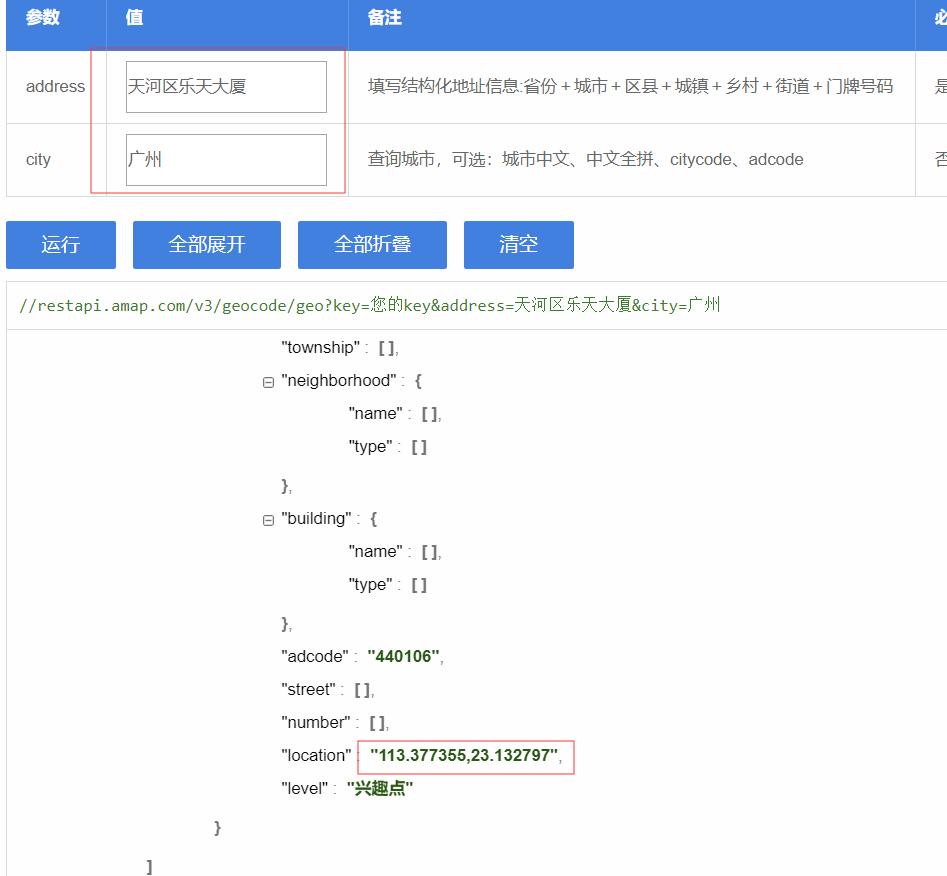 参数 值 备注 必
address 天河区乐天大厦 填写结构化地址信息:省份+城市+区县+城镇+乡村+街道+门牌号码 是
city 广州 查询城市，可选：城市中文、中文全拼、citycode、adcode 否
运行 全部展开 全部折叠 清空
//restapi.amap.com/v3/geocode/geo?key=您的key&address=天河区乐天大厦&city=广州
"township" : [ ],
"neighborhood" : {
"name" : [ ],
"type" : [ ]
},
"building" : {
"name" : [ ],
"type" : [ ]
},
"adcode" : "440106",
"street" : [ ],
"number" : [ ],
"location" : "113.377355,23.132797",
"level" : "兴趣点"
}
]